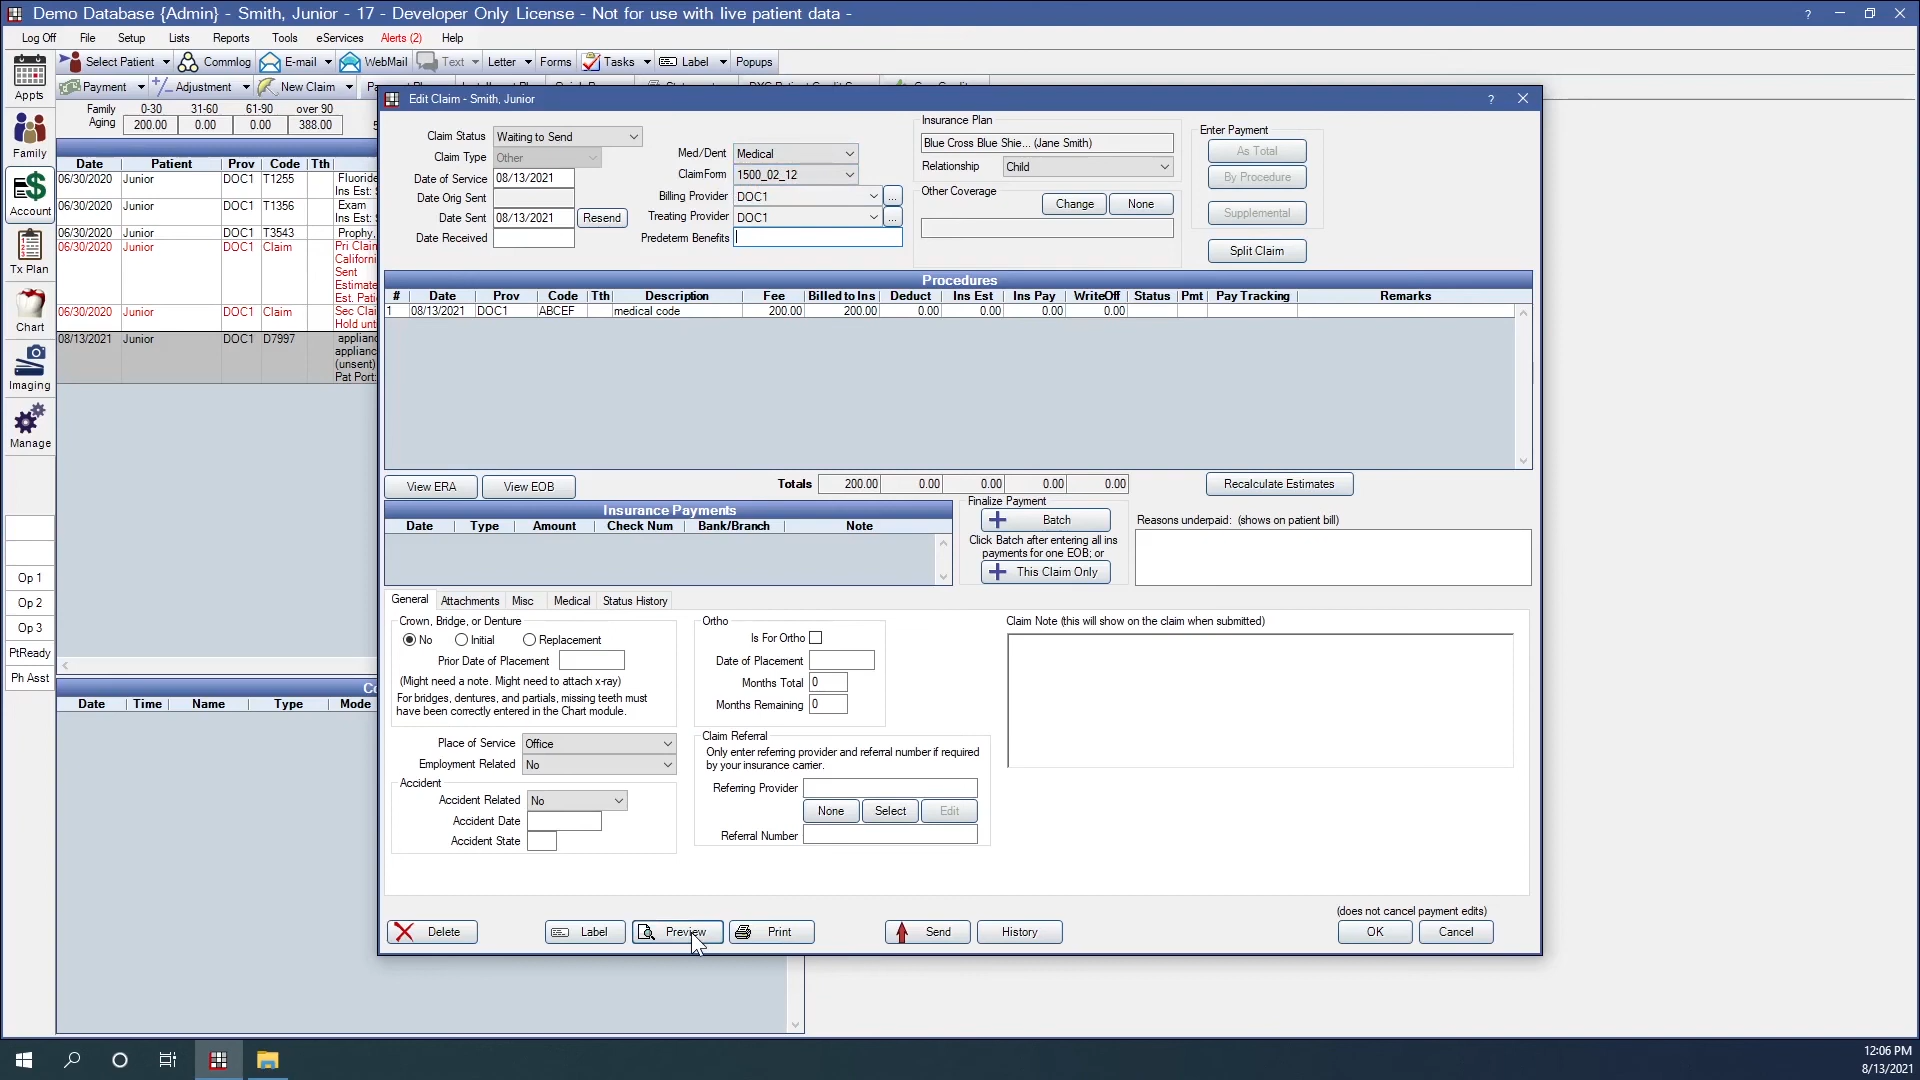 Demo Database {Admin} - Smith, Junior - 17 - Developer Only License - Not for use with live patient data -
Log Off File Setup Lists Reports Tools eServices Alerts (2) Help
Select Patient Commlog E-mail WebMail Text Letter Forms Tasks Label Popups
Payment Adjustment New Claim
Family Aging
0-30 31-60 61-90 over 90
200.00 0.00 0.00 388.00
Appts
Family
Account
Tx Plan
Chart
Imaging
Manage
Op 1
Op 2
Op 3
PtReady
Ph Asst
Date Patient Prov Code Tth
06/30/2020 Junior DOC1 T1255 Fluoride
Ins Est:
06/30/2020 Junior DOC1 T1356 Exam
Ins Est:
06/30/2020 Junior DOC1 T3543 Prophy,
06/30/2020 Junior DOC1 Claim Pri Claim
Californi
Sent
Estimate
Est. Pati
06/30/2020 Junior DOC1 Claim Sec Clai
Hold unt
08/13/2021 Junior DOC1 D7997 applianc
applianc
(unsent)
Pat Port:
Date Time Name Type Mode
Edit Claim - Smith, Junior
Claim Status Waiting to Send
Claim Type Other
Date of Service 08/13/2021
Date Orig Sent
Date Sent 08/13/2021 Resend
Date Received
Med/Dent Medical
ClaimForm 1500_02_12
Billing Provider DOC1 ...
Treating Provider DOC1 ...
Predeterm Benefits
Insurance Plan
Blue Cross Blue Shie... (Jane Smith)
Relationship Child
Other Coverage
Change None
Enter Payment
As Total
By Procedure
Supplemental
Split Claim
Procedures
# Date Prov Code Tth Description Fee Billed to Ins Deduct Ins Est Ins Pay WriteOff Status Pmt Pay Tracking Remarks
1 08/13/2021 DOC1 ABCEF medical code 200.00 200.00 0.00 0.00 0.00 0.00
View ERA View EOB
Totals 200.00 0.00 0.00 0.00 0.00
Recalculate Estimates
Insurance Payments
Date Type Amount Check Num Bank/Branch Note
Finalize Payment
Batch
Click Batch after entering all ins
payments for one EOB; or
This Claim Only
Reasons underpaid: (shows on patient bill)
General Attachments Misc Medical Status History
Crown, Bridge, or Denture
No Initial Replacement
Prior Date of Placement
(Might need a note. Might need to attach x-ray)
For bridges, dentures, and partials, missing teeth must
have been correctly entered in the Chart module.
Place of Service Office
Employment Related No
Accident
Accident Related No
Accident Date
Accident State
Ortho
Is For Ortho
Date of Placement
Months Total 0
Months Remaining 0
Claim Referral
Only enter referring provider and referral number if required
by your insurance carrier.
Referring Provider
None Select Edit
Referral Number
Claim Note (this will show on the claim when submitted)
(does not cancel payment edits)
Delete Label Preview Print Send History OK Cancel
12:06 PM
8/13/2021